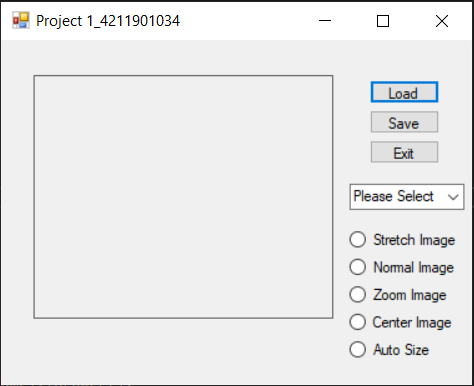 Project 1_4211901034
Load
Save
Exit
Please Select
Stretch Image
Normal Image
Zoom Image
Center Image
Auto Size